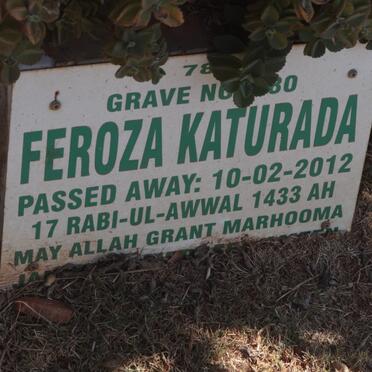 78
GRAVE NO. 80
FEROZA KATURADA
PASSED AWAY: 10-02-2012
17 RABI-UL-AWWAL 1433 AH
MAY ALLAH GRANT MARHOOMA